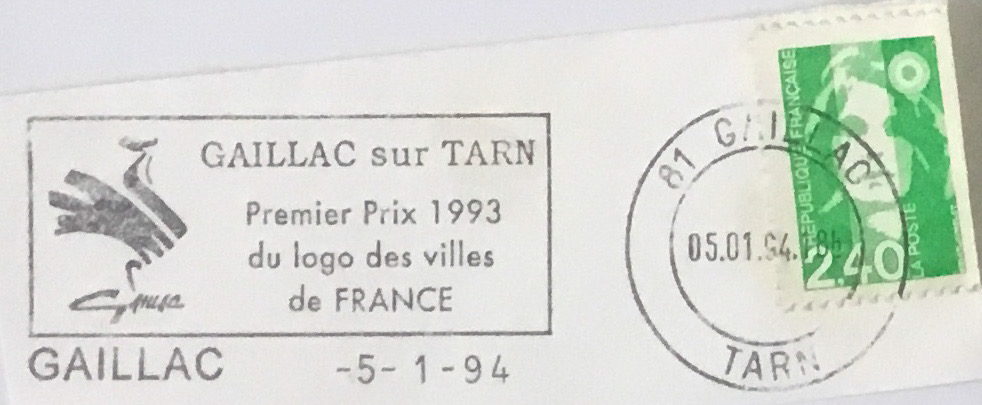 GAILLAC sur TARN
Premier Prix 1993
du logo des villes
de FRANCE
Gaillac
GAILLAC -5-1-94
81 GAILLAC
05.01.94.
TARN
RÉPUBLIQUE FRANÇAISE
2,40
LA POSTE